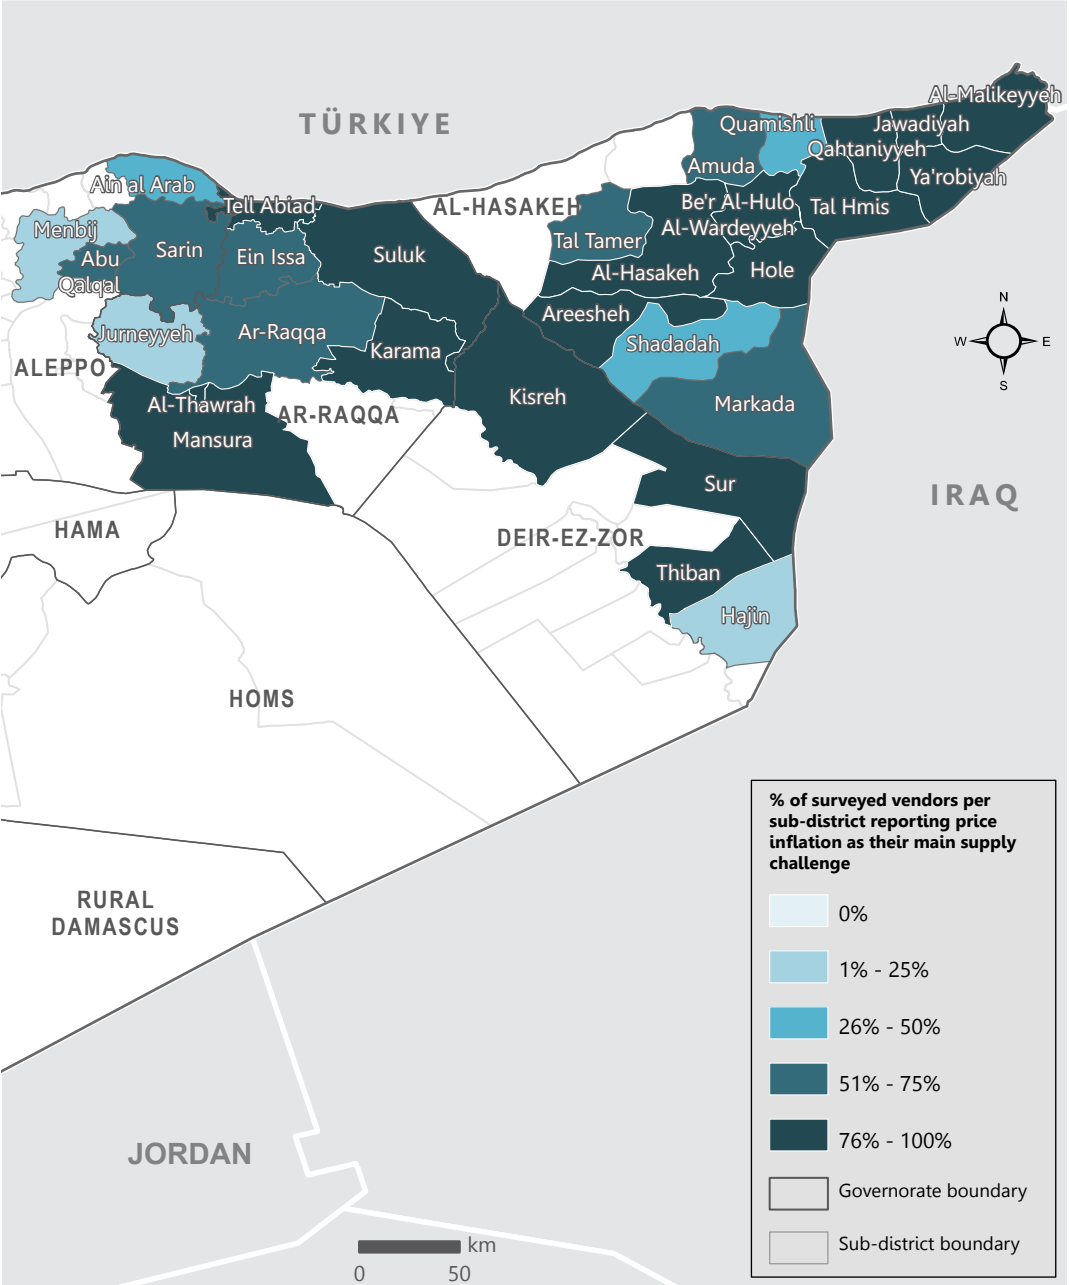 TÜRKIYE
Al-Malikeyyeh
Quamishli
Jawadiyah
Qahtaniyyeh
Amuda
Ya'robiyah
Ain al Arab
Tell Abiad
AL-HASAKEH
Be'r Al-Hulo
Al-Wardeyyeh
Tal Hmis
Menbij
Sarin
Tal Tamer
Abu
Qalqal
Ein Issa
Suluk
Al-Hasakeh
Hole
Areesheh
Jurneyyeh
Ar-Raqqa
Karama
Shadadah
N
W
E
S
ALEPPO
Kisreh
Markada
Al-Thawrah
AR-RAQQA
Mansura
Sur
IRAQ
HAMA
DEIR-EZ-ZOR
Thiban
Hajin
HOMS
RURAL
DAMASCUS
JORDAN
% of surveyed vendors per
sub-district reporting price
inflation as their main supply
challenge
0%
1% - 25%
26% - 50%
51% - 75%
76% - 100%
Governorate boundary
Sub-district boundary
km
0 50